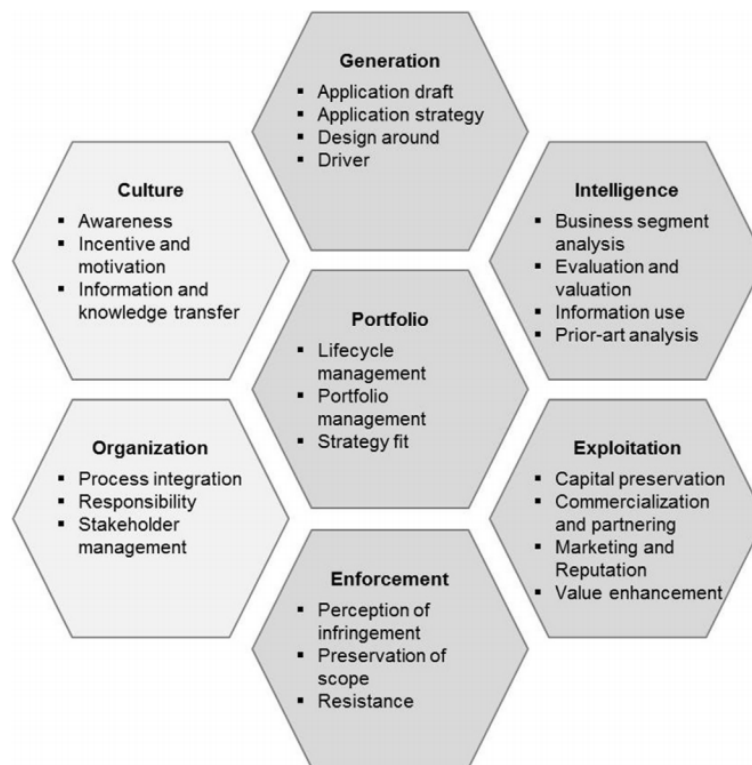 Generation
▪ Application draft
▪ Application strategy
▪ Design around
▪ Driver
Culture
▪ Awareness
▪ Incentive and
motivation
▪ Information and
knowledge transfer
Intelligence
▪ Business segment
analysis
▪ Evaluation and
valuation
▪ Information use
▪ Prior-art analysis
Portfolio
▪ Lifecycle
management
▪ Portfolio
management
▪ Strategy fit
Organization
▪ Process integration
▪ Responsibility
▪ Stakeholder
management
Exploitation
▪ Capital preservation
▪ Commercialization
and partnering
▪ Marketing and
Reputation
▪ Value enhancement
Enforcement
▪ Perception of
infringement
▪ Preservation of
scope
▪ Resistance